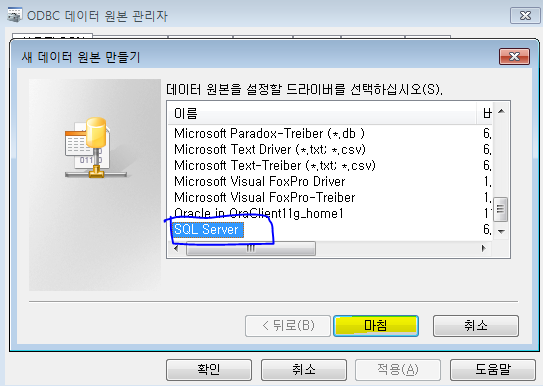 ODBC 데이터 원본 관리자
새 데이터 원본 만들기
데이터 원본을 설정할 드라이버를 선택하십시오(S).
이름
Microsoft Paradox-Treiber (*.db ) 6.
Microsoft Text Driver (*.txt; *.csv) 6.
Microsoft Text-Treiber (*.txt; *.csv) 6.
Microsoft Visual FoxPro Driver 1.
Microsoft Visual FoxPro-Treiber 1.
Oracle in OraClient11g_home1
SQL Server 6.
< 뒤로(B) 마침 취소
확인 취소 적용(A) 도움말